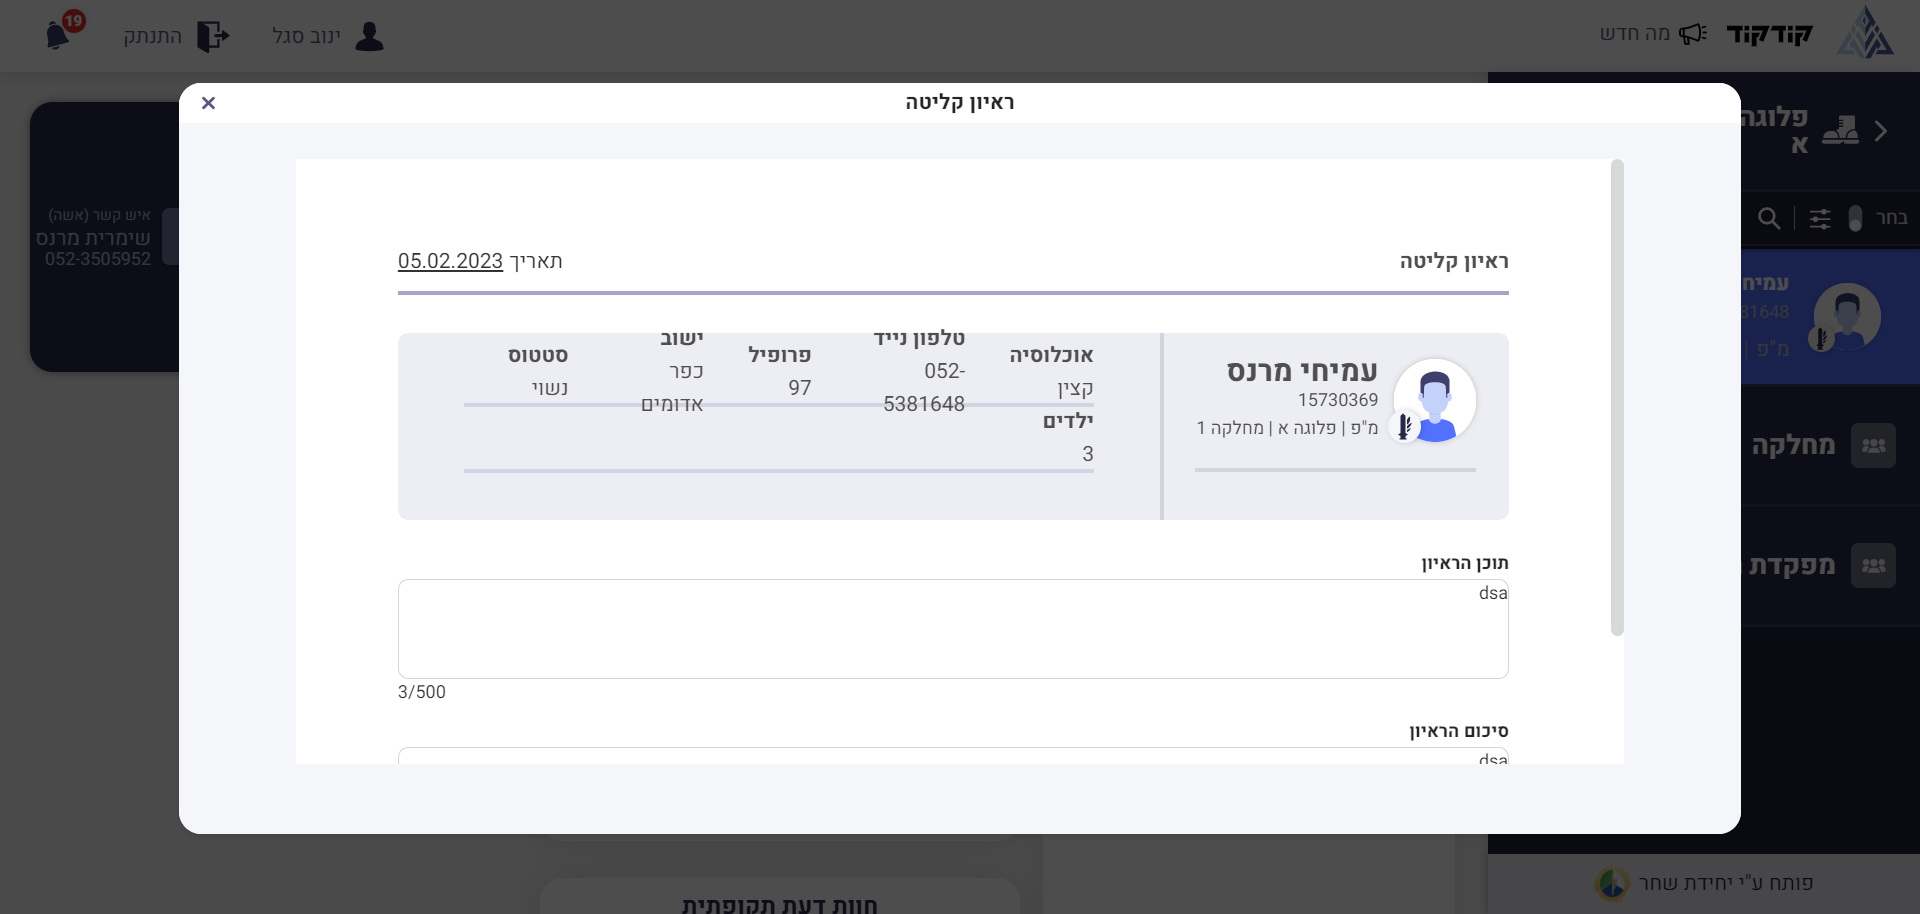 קודקוד
מה חדש
ינוב סגל
התנתק
19
ראיון קליטה
פלוגה
א
בחר
עמיחי
81648
מ"פ |
מחלקה
מפקדת
פותח ע"י יחידת שחר
איש קשר (אשה)
שימרית מרנס
052-3505952
ראיון קליטה
תאריך 05.02.2023
עמיחי מרנס
15730369
מ"פ | פלוגה א | מחלקה 1
אוכלוסיה
קצין
טלפון נייד
052-
5381648
פרופיל
97
ישוב
כפר
אדומים
סטטוס
נשוי
ילדים
3
תוכן הראיון
dsa
3/500
סיכום הראיון
dsa
חוות דעת תקופתית